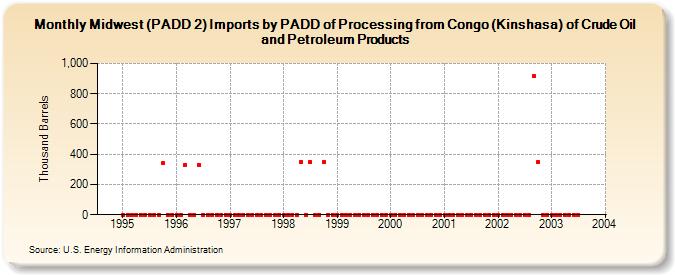 Monthly Midwest (PADD 2) Imports by PADD of Processing from Congo (Kinshasa) of Crude Oil
and Petroleum Products
Thousand Barrels
1,000
800
600
400
200
0
1995 1996 1997 1998 1999 2000 2001 2002 2003 2004
Source: U.S. Energy Information Administration